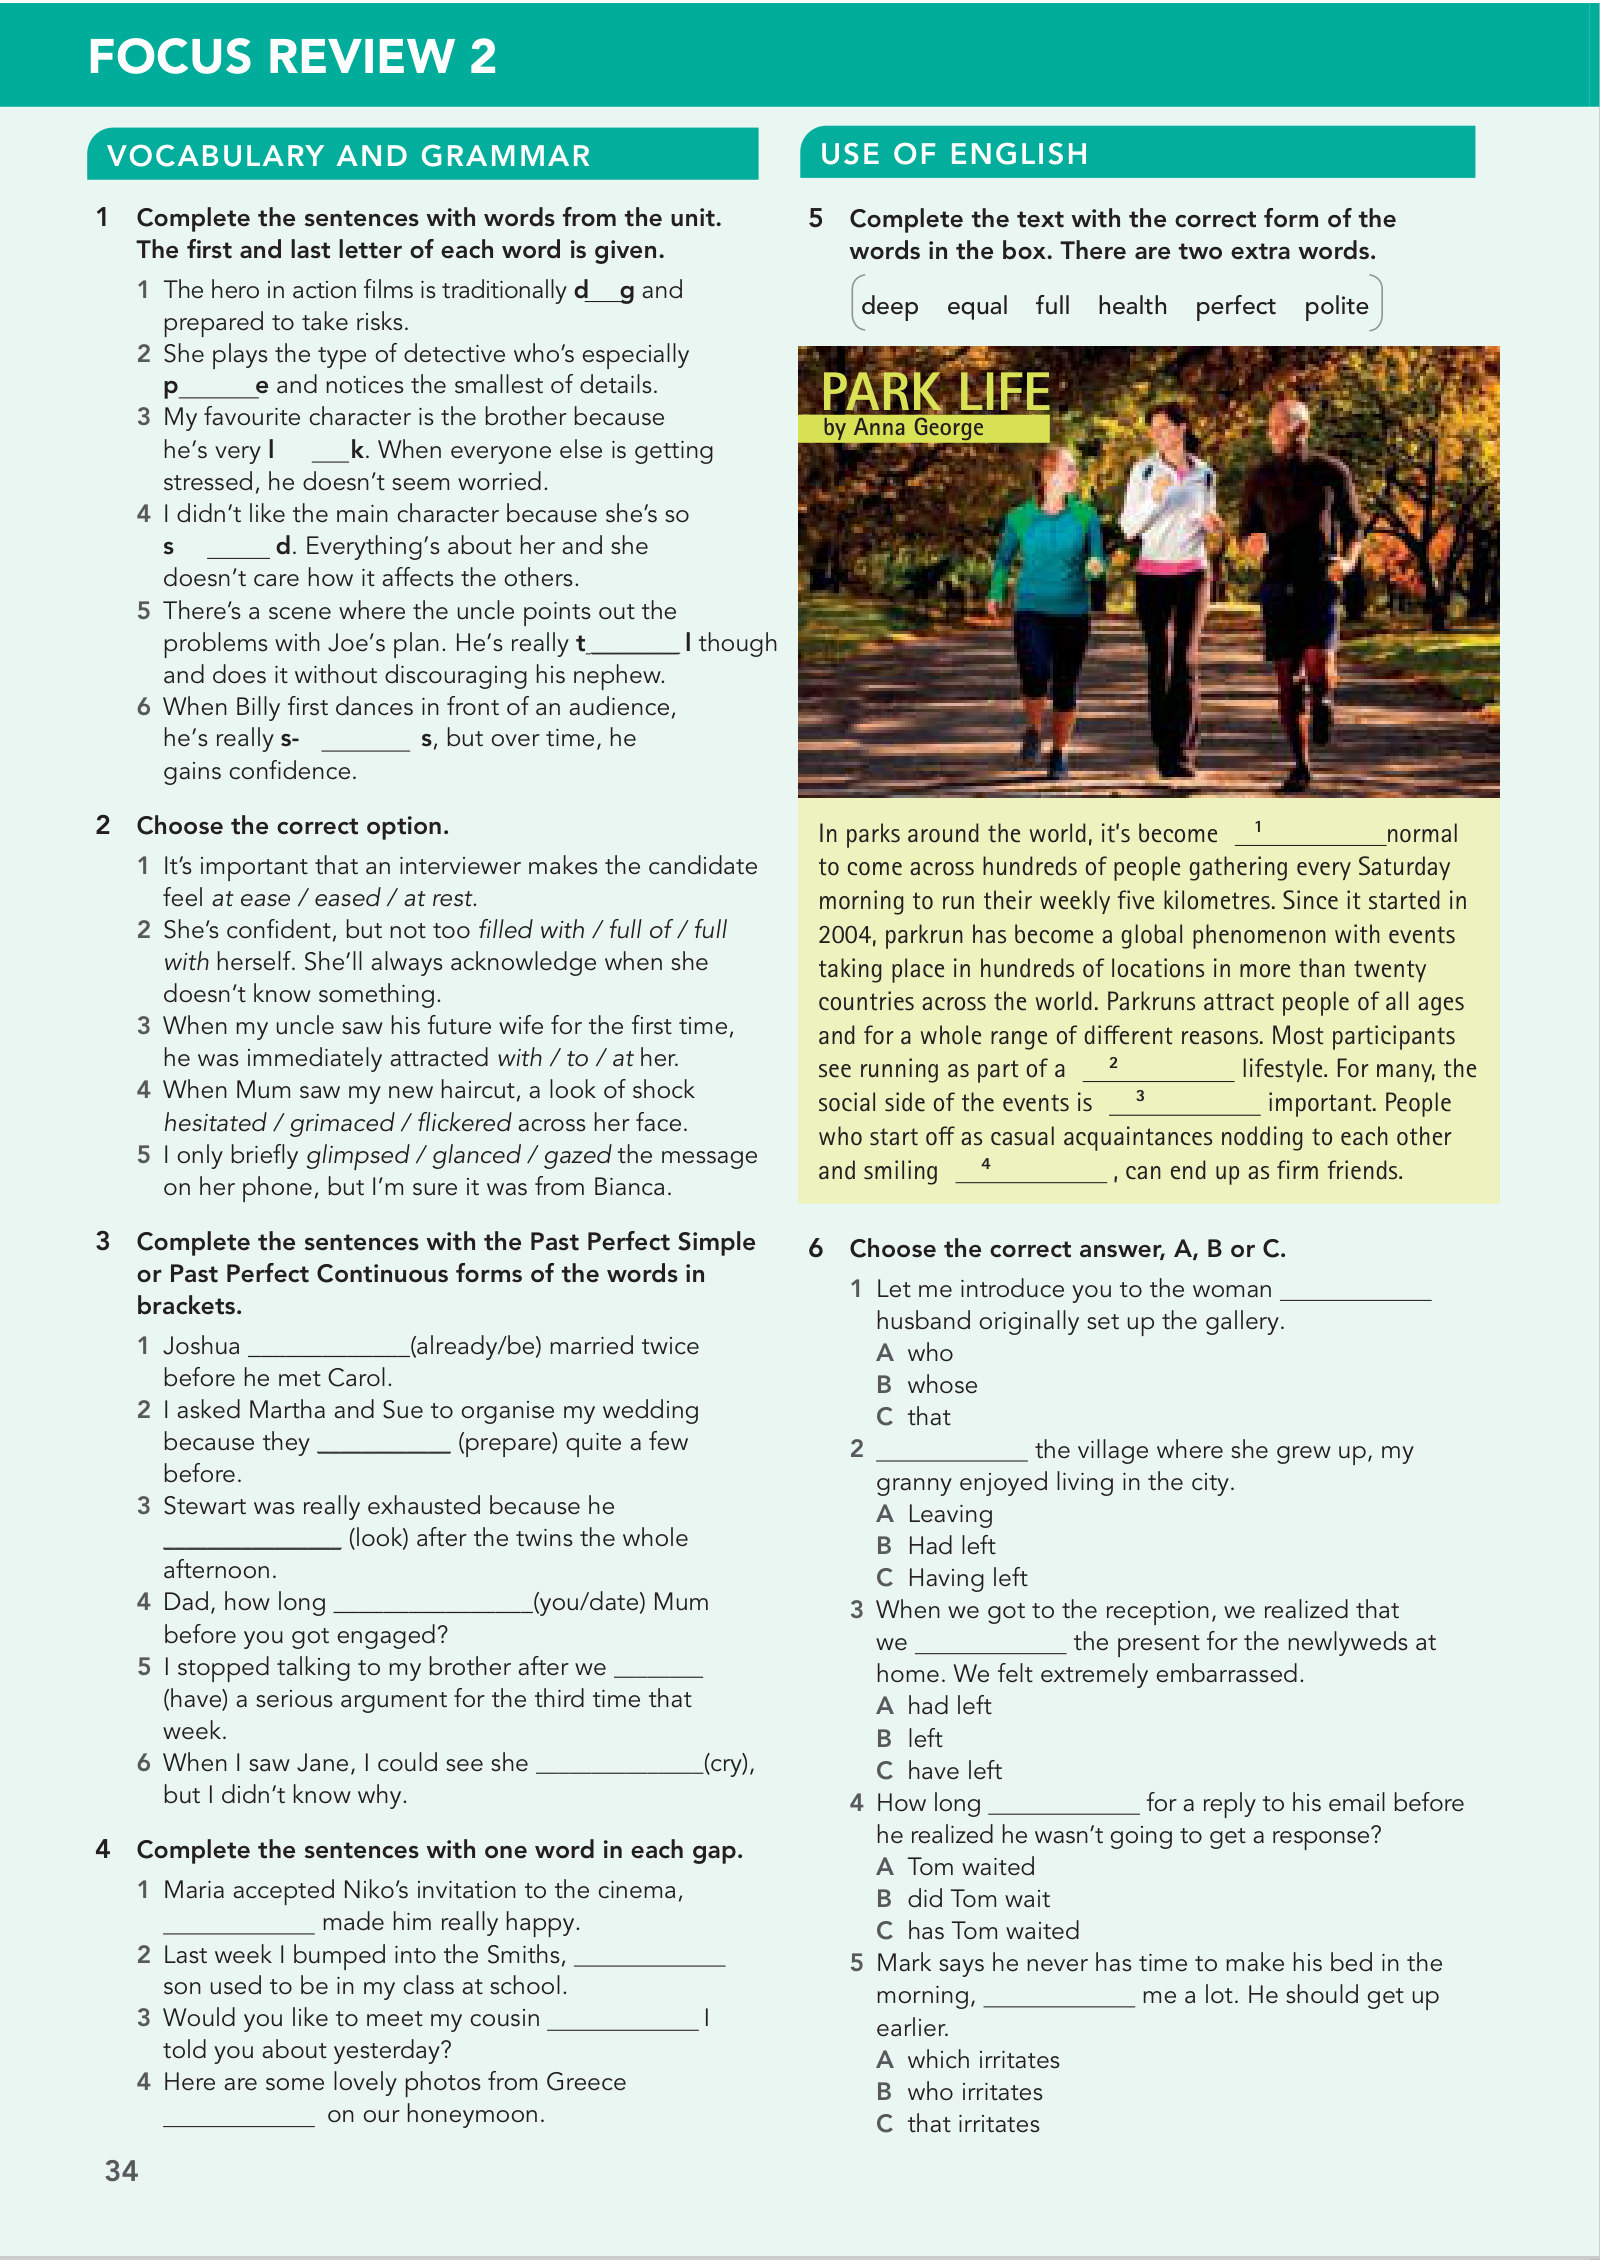 FOCUS REVIEW 2
VOCABULARY AND GRAMMAR
1 Complete the sentences with words from the unit.
The first and last letter of each word is given.
1 The hero in action films is traditionally d___g and
prepared to take risks.
2 She plays the type of detective who's especially
p______e and notices the smallest of details.
3 My favourite character is the brother because
he's very l ___k. When everyone else is getting
stressed, he doesn't seem worried.
4 I didn't like the main character because she's so
s _____ d. Everything's about her and she
doesn't care how it affects the others.
5 There's a scene where the uncle points out the
problems with Joe's plan. He's really t_______ l though
and does it without discouraging his nephew.
6 When Billy first dances in front of an audience,
he's really s- _______ s, but over time, he
gains confidence.
2 Choose the correct option.
1 It's important that an interviewer makes the candidate
feel at ease / eased / at rest.
2 She's confident, but not too filled with / full of / full
with herself. She'll always acknowledge when she
doesn't know something.
3 When my uncle saw his future wife for the first time,
he was immediately attracted with / to / at her.
4 When Mum saw my new haircut, a look of shock
hesitated / grimaced / flickered across her face.
5 I only briefly glimpsed / glanced / gazed the message
on her phone, but I'm sure it was from Bianca.
3 Complete the sentences with the Past Perfect Simple
or Past Perfect Continuous forms of the words in
brackets.
1 Joshua _____________(already/be) married twice
before he met Carol.
2 I asked Martha and Sue to organise my wedding
because they ___________ (prepare) quite a few
before.
3 Stewart was really exhausted because he
______________ (look) after the twins the whole
afternoon.
4 Dad, how long ________________(you/date) Mum
before you got engaged?
5 I stopped talking to my brother after we _______
(have) a serious argument for the third time that
week.
6 When I saw Jane, I could see she _____________(cry),
but I didn't know why.
4 Complete the sentences with one word in each gap.
1 Maria accepted Niko's invitation to the cinema,
____________ made him really happy.
2 Last week I bumped into the Smiths, ____________
son used to be in my class at school.
3 Would you like to meet my cousin ____________ I
told you about yesterday?
4 Here are some lovely photos from Greece
____________ on our honeymoon.
34
USE OF ENGLISH
5 Complete the text with the correct form of the
words in the box. There are two extra words.
deep equal full health perfect polite
PARK LIFE
by Anna George
In parks around the world, it's become 1____________normal
to come across hundreds of people gathering every Saturday
morning to run their weekly five kilometres. Since it started in
2004, parkrun has become a global phenomenon with events
taking place in hundreds of locations in more than twenty
countries across the world. Parkruns attract people of all ages
and for a whole range of different reasons. Most participants
see running as part of a 2____________ lifestyle. For many, the
social side of the events is 3____________ important. People
who start off as casual acquaintances nodding to each other
and smiling 4____________ , can end up as firm friends.
6 Choose the correct answer, A, B or C.
1 Let me introduce you to the woman ____________
husband originally set up the gallery.
A who
B whose
C that
2 ____________ the village where she grew up, my
granny enjoyed living in the city.
A Leaving
B Had left
C Having left
3 When we got to the reception, we realized that
we ____________ the present for the newlyweds at
home. We felt extremely embarrassed.
A had left
B left
C have left
4 How long ____________ for a reply to his email before
he realized he wasn't going to get a response?
A Tom waited
B did Tom wait
C has Tom waited
5 Mark says he never has time to make his bed in the
morning, ____________ me a lot. He should get up
earlier.
A which irritates
B who irritates
C that irritates